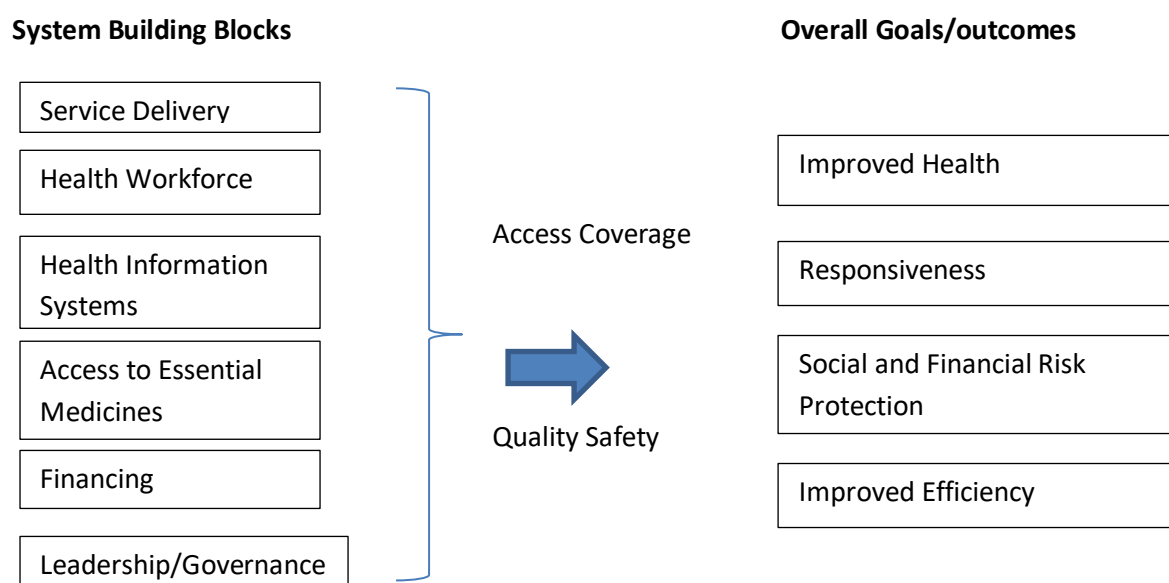 System Building Blocks
Overall Goals/outcomes
Service Delivery
Health Workforce
Health Information
Systems
Access to Essential
Medicines
Financing
Leadership/Governance
Access Coverage
Quality Safety
Improved Health
Responsiveness
Social and Financial Risk
Protection
Improved Efficiency